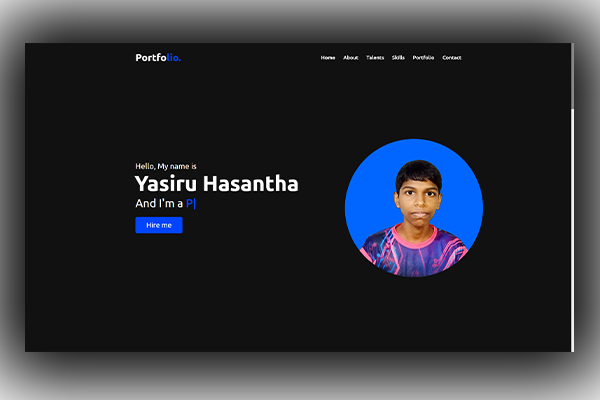 Portfolio.
Home About Talents Skills Portfolio Contact
Hello, My name is
Yasiru Hasantha
And I'm a P|
Hire me